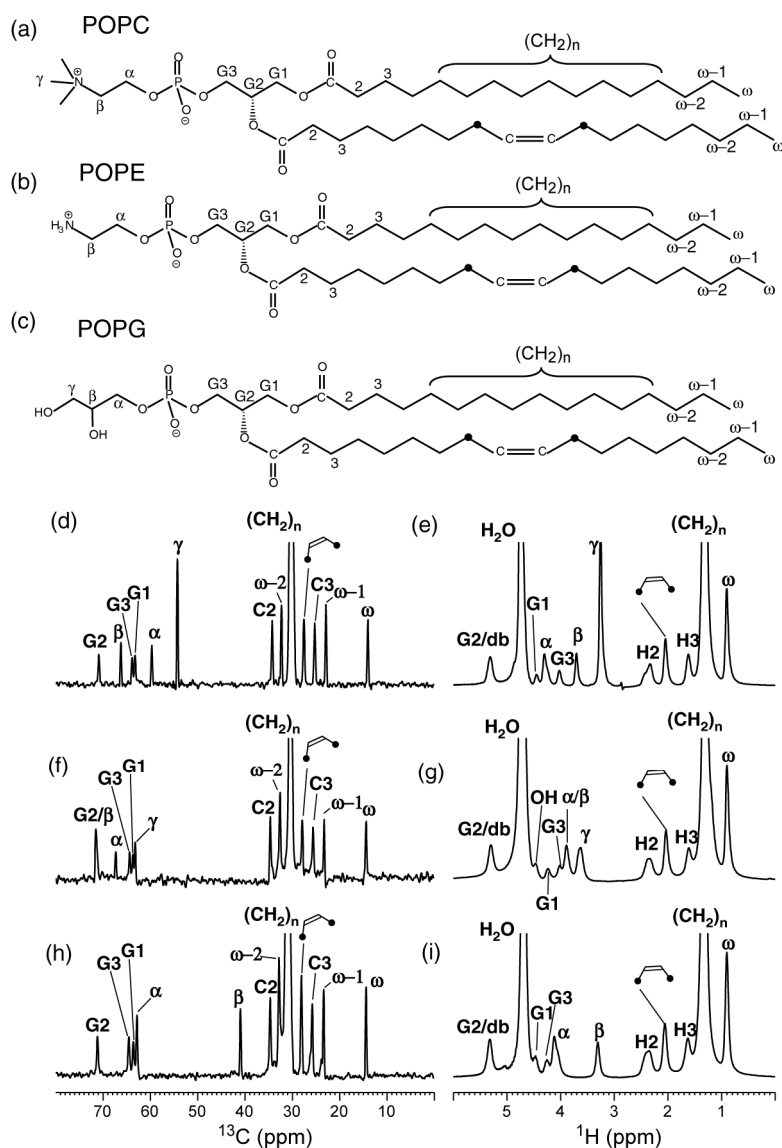 (a) POPC
O (CH₂)ₙ
γ N⊕ α O G3 G1 2 3 ω−1 ω
β O P O G2 O ω−2
O⊖ O 2 C=C ω−1
O 3 ω−2 ω
(b) POPE
O (CH₂)ₙ
H₃N⊕ α O G3 G1 2 3 ω−1 ω
β O P O G2 O ω−2
O⊖ O 2 C=C ω−1
O 3 ω−2 ω
(c) POPG
O (CH₂)ₙ
γ β O G3 G1 2 3 ω−1 ω
HO α O P O G2 O ω−2
OH O⊖ O 2 C=C ω−1
O 3 ω−2 ω
(d)
(CH₂)ₙ
γ
ω−2
G3 G1 C2 C3 ω−1
G2 β α ω
(e)
H₂O γ (CH₂)ₙ
ω
G1
G2/db α G3 β H2 H3
(f)
(CH₂)ₙ
G1 ω−2
G3 C2 C3
G2/β γ ω−1 ω
α
(g)
H₂O (CH₂)ₙ
ω
OH α/β
G3
G2/db γ H2 H3
G1
(h)
(CH₂)ₙ
G1 ω−2
G3 C2 C3
α ω−1 ω
G2 β
(i)
H₂O (CH₂)ₙ
ω
G3
G2/db G1 α β H2 H3
70 60 50 40 30 20 10 0
¹³C (ppm)
5 4 3 2 1
¹H (ppm)